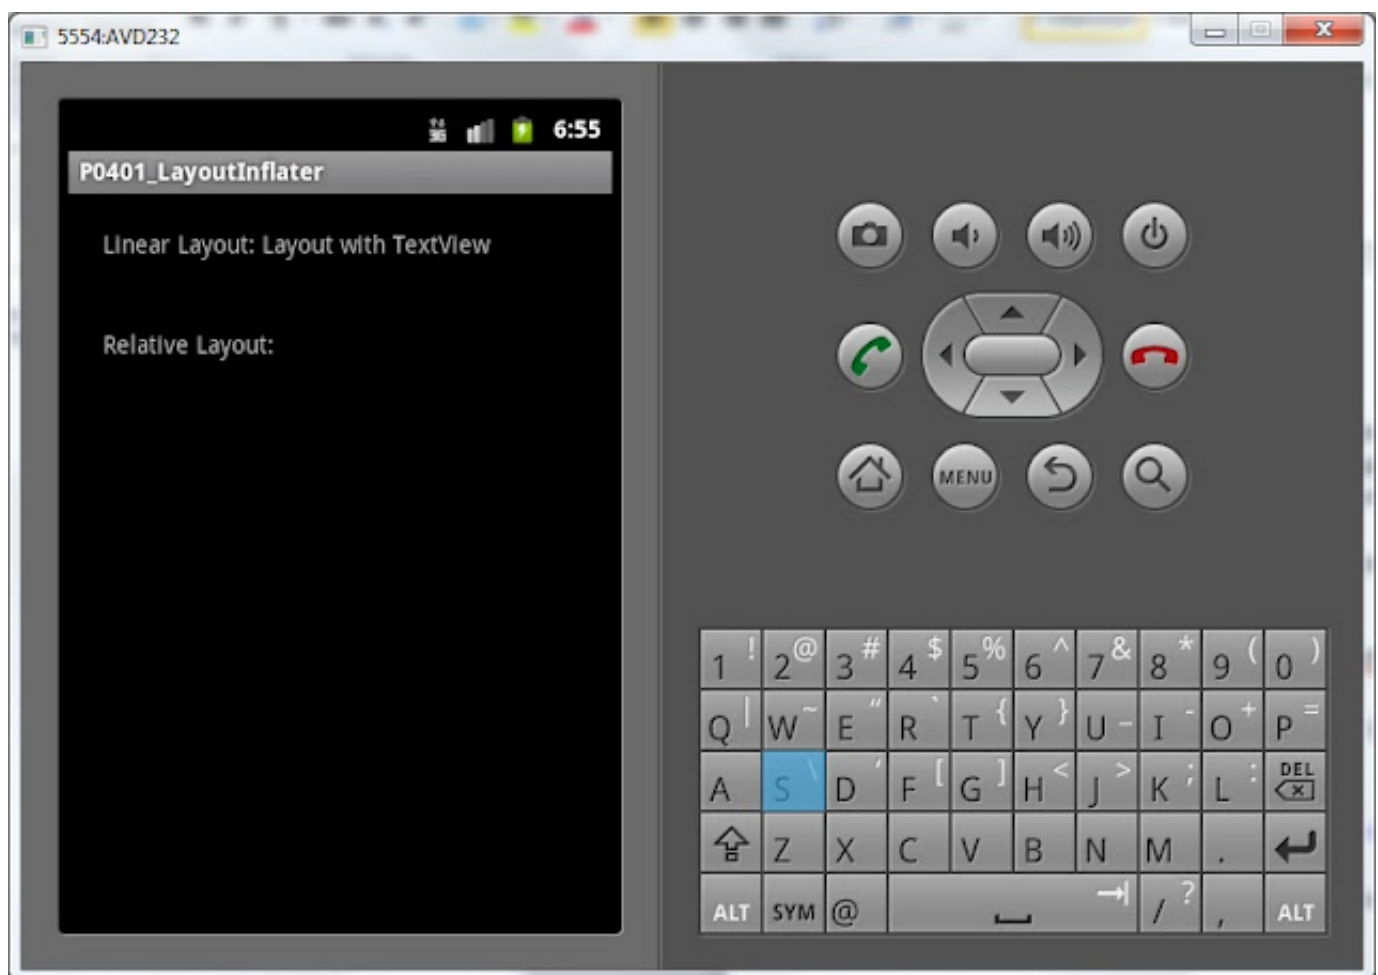 5554:AVD232
6:55
P0401_LayoutInflater
Linear Layout: Layout with TextView
Relative Layout:
MENU
1 ! 2 @ 3 # 4 $ 5 % 6 ^ 7 & 8 * 9 ( 0 )
Q | W ~ E " R ` T { Y } U _ I - O + P =
A S \ D ' F [ G ] H < J > K ; L : DEL
Z X C V B N M .
ALT SYM @ / ? , ALT